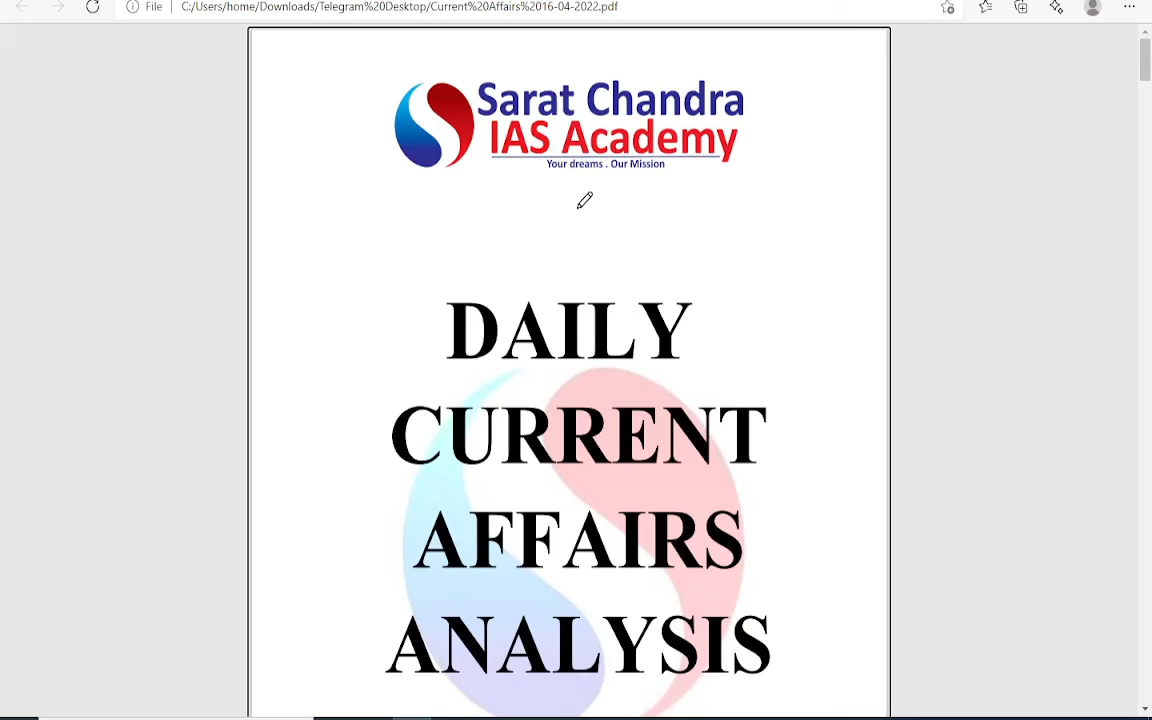 File
C:/Users/home/Downloads/Telegram%20Desktop/Current%20Affairs%2016-04-2022.pdf
Sarat Chandra
IAS Academy
Your dreams . Our Mission
DAILY
CURRENT
AFFAIRS
ANALYSIS